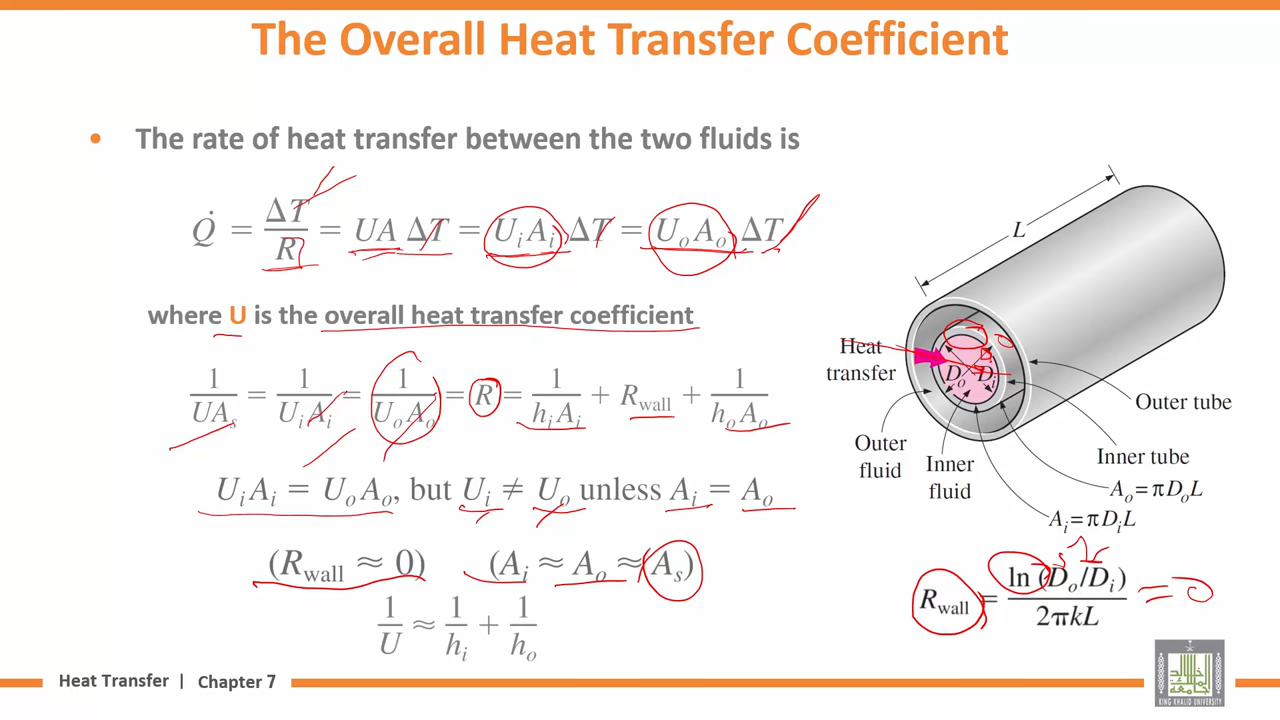 The Overall Heat Transfer Coefficient
• The rate of heat transfer between the two fluids is
Q̇ = ΔT/R = UA ΔT = UᵢAᵢ ΔT = UₒAₒ ΔT
where U is the overall heat transfer coefficient
1/UAₛ = 1/UᵢAᵢ = 1/UₒAₒ = R = 1/hᵢAᵢ + R_wall + 1/hₒAₒ
UᵢAᵢ = UₒAₒ, but Uᵢ ≠ Uₒ unless Aᵢ = Aₒ
(R_wall ≈ 0) (Aᵢ ≈ Aₒ ≈ Aₛ)
1/U ≈ 1/hᵢ + 1/hₒ
L
Heat
transfer
Dₒ Dᵢ
Outer tube
Outer
fluid
Inner
fluid
Inner tube
Aₒ = πDₒL
Aᵢ = πDᵢL
R_wall = ln (Dₒ/Dᵢ)/2πkL = 0
Heat Transfer | Chapter 7
KING KHALID UNIVERSITY